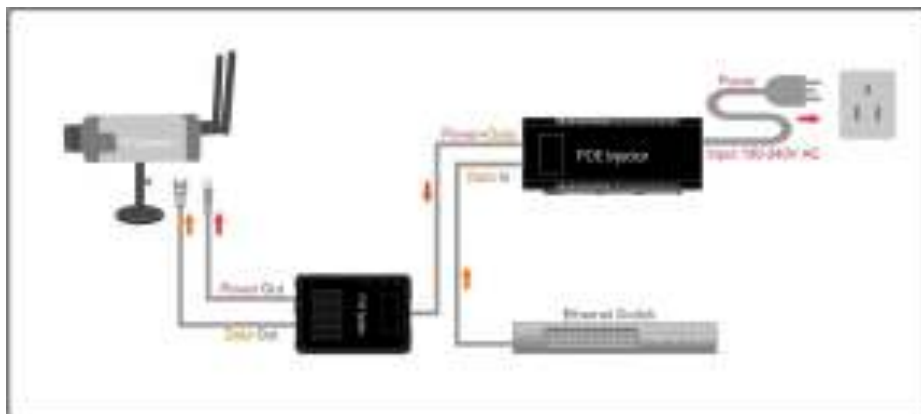 Power
Power+Data
POE Injector
Input 100-240V AC
Data In
Power Out
Data Out
Ethernet Switch